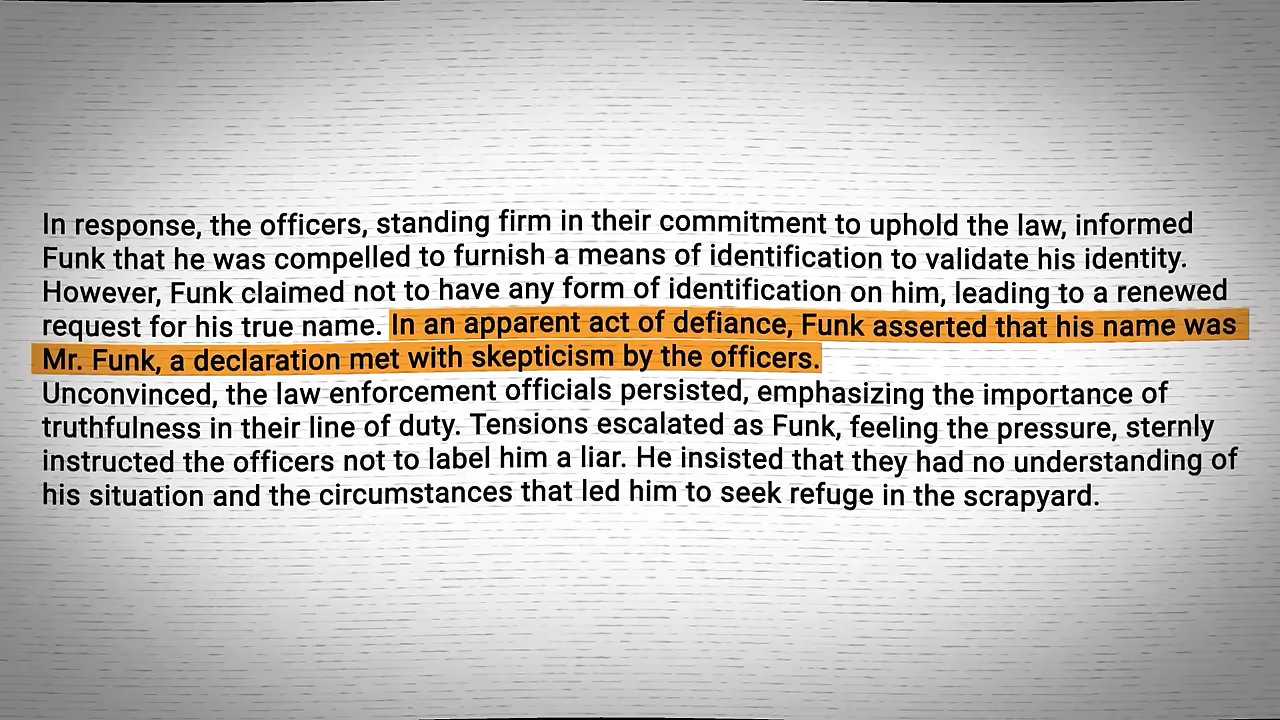 In response, the officers, standing firm in their commitment to uphold the law, informed
Funk that he was compelled to furnish a means of identification to validate his identity.
However, Funk claimed not to have any form of identification on him, leading to a renewed
request for his true name. In an apparent act of defiance, Funk asserted that his name was
Mr. Funk, a declaration met with skepticism by the officers.
Unconvinced, the law enforcement officials persisted, emphasizing the importance of
truthfulness in their line of duty. Tensions escalated as Funk, feeling the pressure, sternly
instructed the officers not to label him a liar. He insisted that they had no understanding of
his situation and the circumstances that led him to seek refuge in the scrapyard.